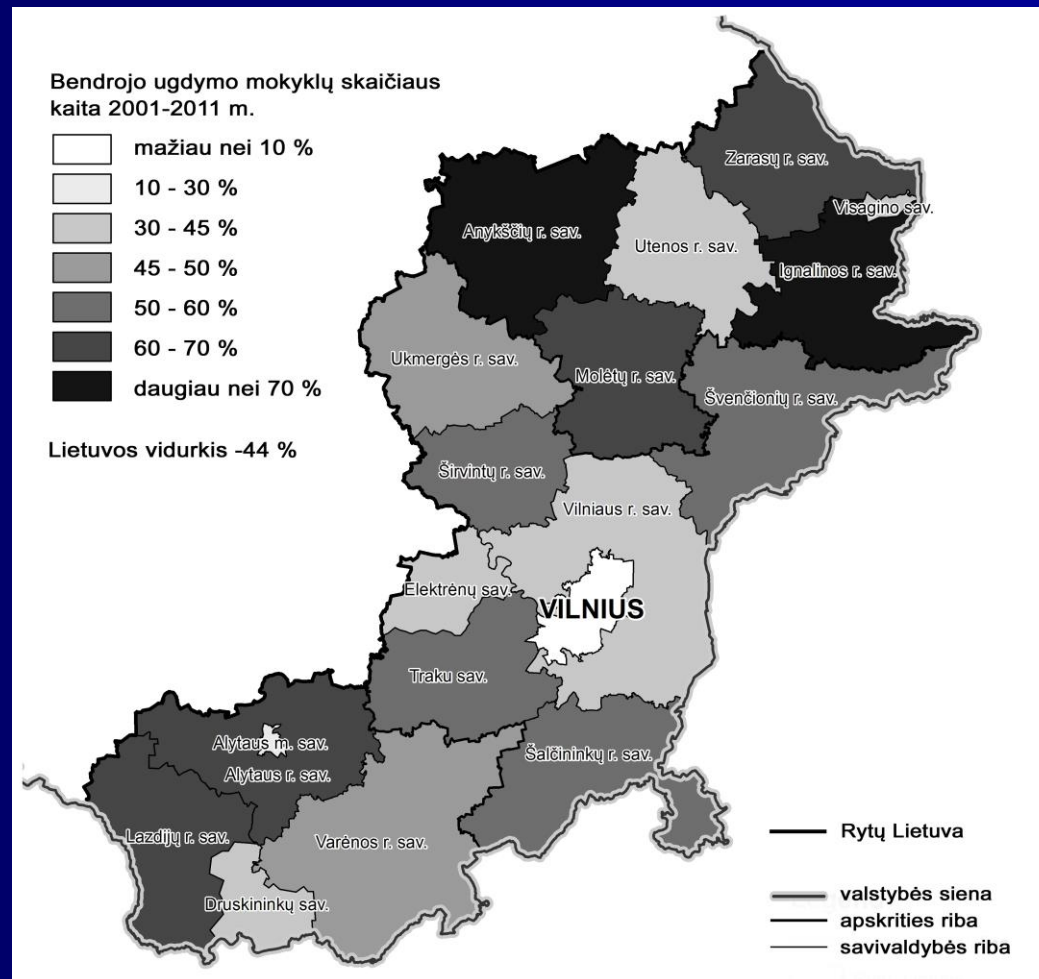 Bendrojo ugdymo mokyklų skaičiaus
kaita 2001-2011 m.
mažiau nei 10 %
10 - 30 %
30 - 45 %
45 - 50 %
50 - 60 %
60 - 70 %
daugiau nei 70 %
Lietuvos vidurkis -44 %
Zarasų r. sav.
Visagino sav.
Anykščių r. sav.
Utenos r. sav.
Ignalinos r. sav.
Ukmergės r. sav.
Molėtų r. sav.
Švenčionių r. sav.
Širvintų r. sav.
Vilniaus r. sav.
Elektrėnų sav.
VILNIUS
Traku sav.
Alytaus m. sav.
Šalčininkų r. sav.
Alytaus r. sav.
Lazdijų r. sav.
Varėnos r. sav.
Druskininkų sav.
Rytų Lietuva
valstybės siena
apskrities riba
savivaldybės riba